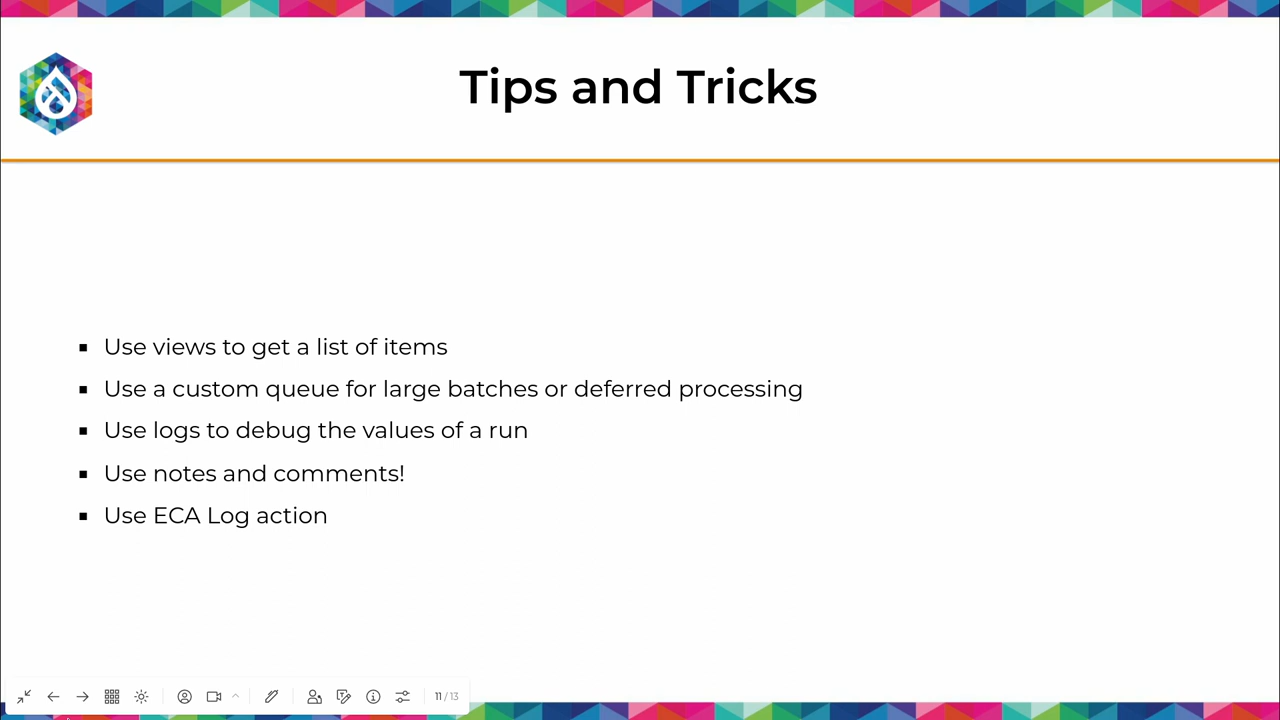 Tips and Tricks
▪ Use views to get a list of items
▪ Use a custom queue for large batches or deferred processing
▪ Use logs to debug the values of a run
▪ Use notes and comments!
▪ Use ECA Log action
11 / 13